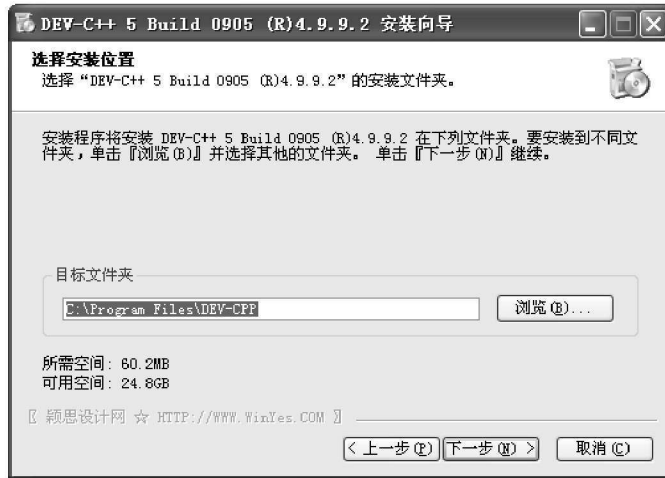 DEV-C++ 5 Build 0905 (R)4.9.9.2 安装向导
选择安装位置
选择“DEV-C++ 5 Build 0905 (R)4.9.9.2”的安装文件夹。
安装程序将安装 DEV-C++ 5 Build 0905 (R)4.9.9.2 在下列文件夹。要安装到不同文
件夹，单击『浏览(B)』并选择其他的文件夹。 单击『下一步(N)』继续。
目标文件夹
C:\Program Files\DEV-CPP
浏览(B)...
所需空间: 60.2MB
可用空间: 24.8GB
〖 颖思设计网 ☆ HTTP://WWW.WinYes.COM 〗
< 上一步(P) 下一步(N) > 取消(C)